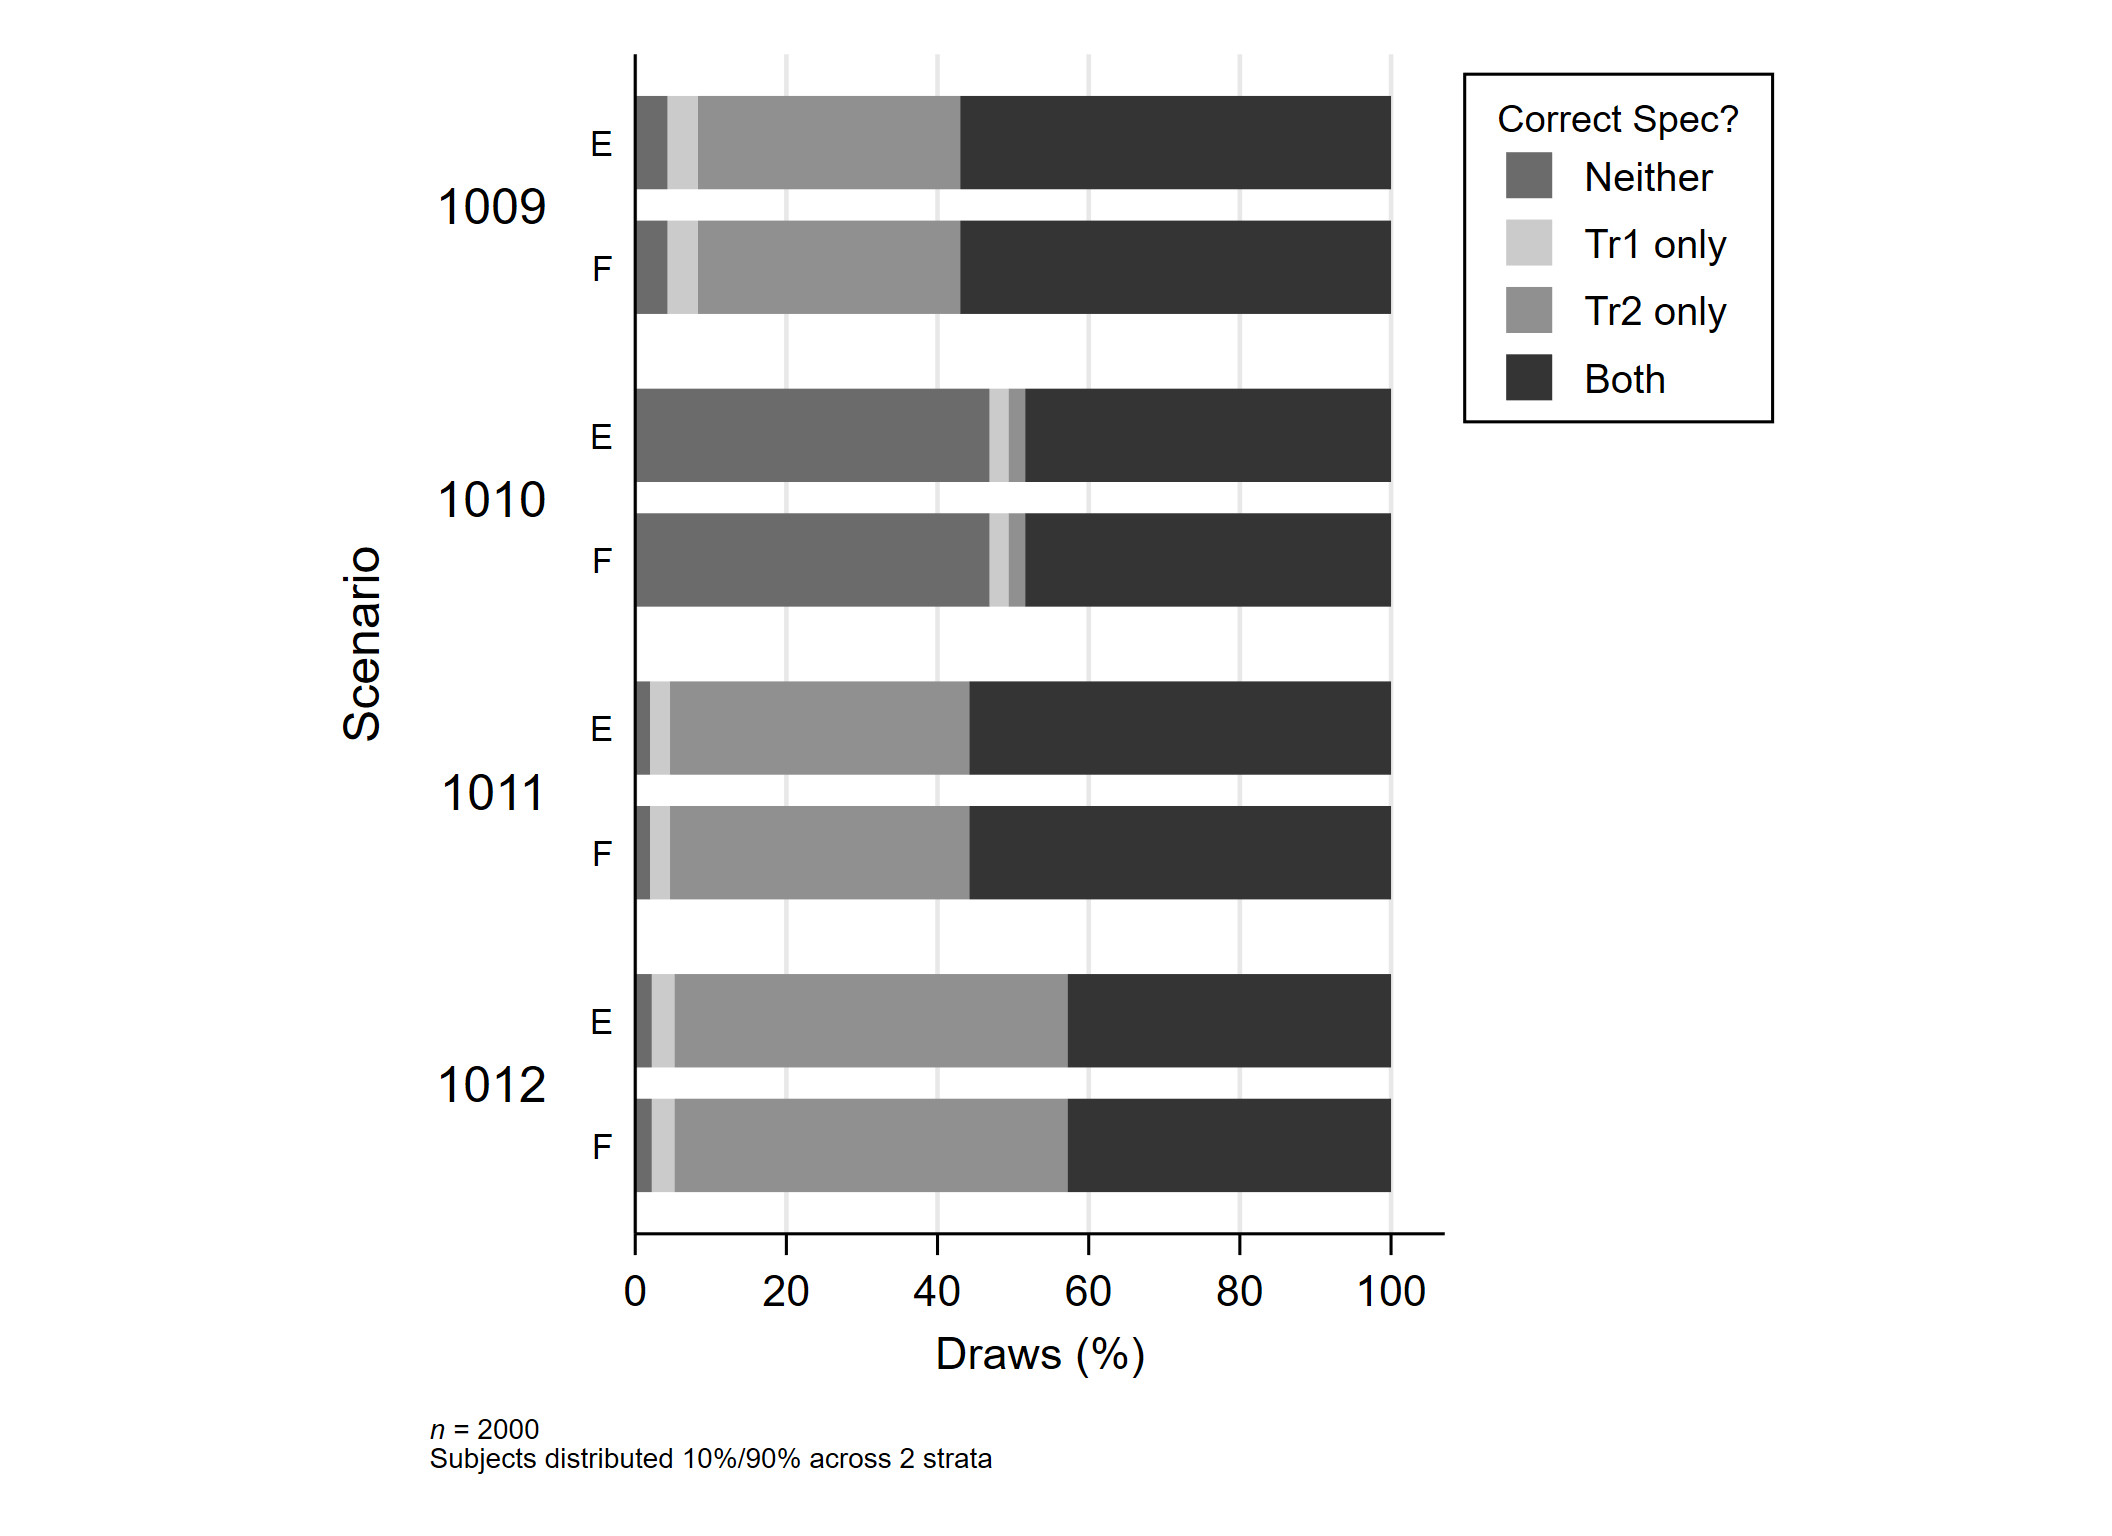 Correct Spec?
Neither
Tr1 only
Tr2 only
Both
Scenario
1009
E
F
1010
E
F
1011
E
F
1012
E
F
0 20 40 60 80 100
Draws (%)
n = 2000
Subjects distributed 10%/90% across 2 strata